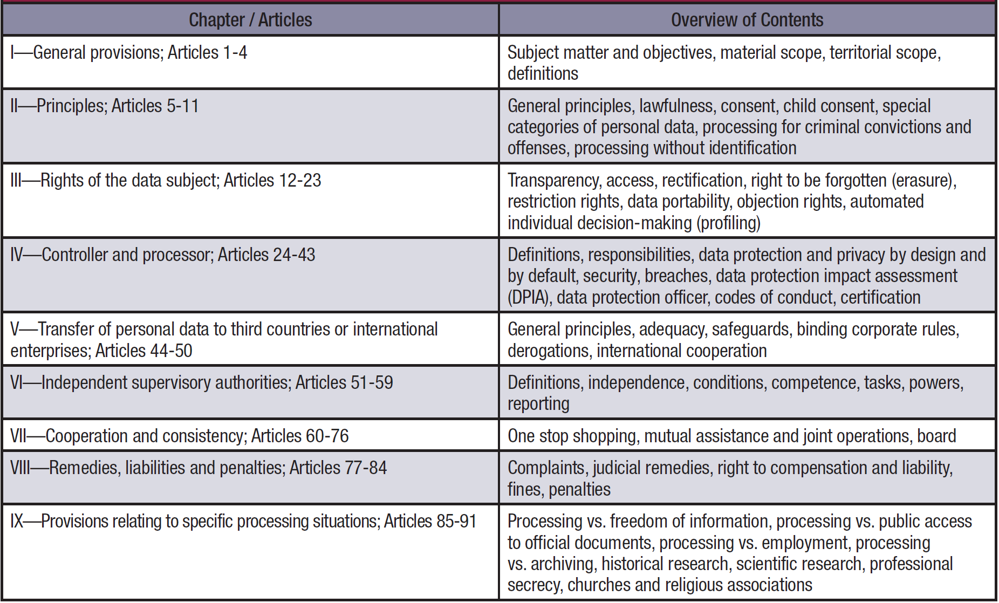 Chapter / Articles
Overview of Contents
I—General provisions; Articles 1-4
Subject matter and objectives, material scope, territorial scope,
definitions
II—Principles; Articles 5-11
General principles, lawfulness, consent, child consent, special
categories of personal data, processing for criminal convictions and
offenses, processing without identification
III—Rights of the data subject; Articles 12-23
Transparency, access, rectification, right to be forgotten (erasure),
restriction rights, data portability, objection rights, automated
individual decision-making (profiling)
IV—Controller and processor; Articles 24-43
Definitions, responsibilities, data protection and privacy by design and
by default, security, breaches, data protection impact assessment
(DPIA), data protection officer, codes of conduct, certification
V—Transfer of personal data to third countries or international
enterprises; Articles 44-50
General principles, adequacy, safeguards, binding corporate rules,
derogations, international cooperation
VI—Independent supervisory authorities; Articles 51-59
Definitions, independence, conditions, competence, tasks, powers,
reporting
VII—Cooperation and consistency; Articles 60-76
One stop shopping, mutual assistance and joint operations, board
VIII—Remedies, liabilities and penalties; Articles 77-84
Complaints, judicial remedies, right to compensation and liability,
fines, penalties
IX—Provisions relating to specific processing situations; Articles 85-91
Processing vs. freedom of information, processing vs. public access
to official documents, processing vs. employment, processing
vs. archiving, historical research, scientific research, professional
secrecy, churches and religious associations